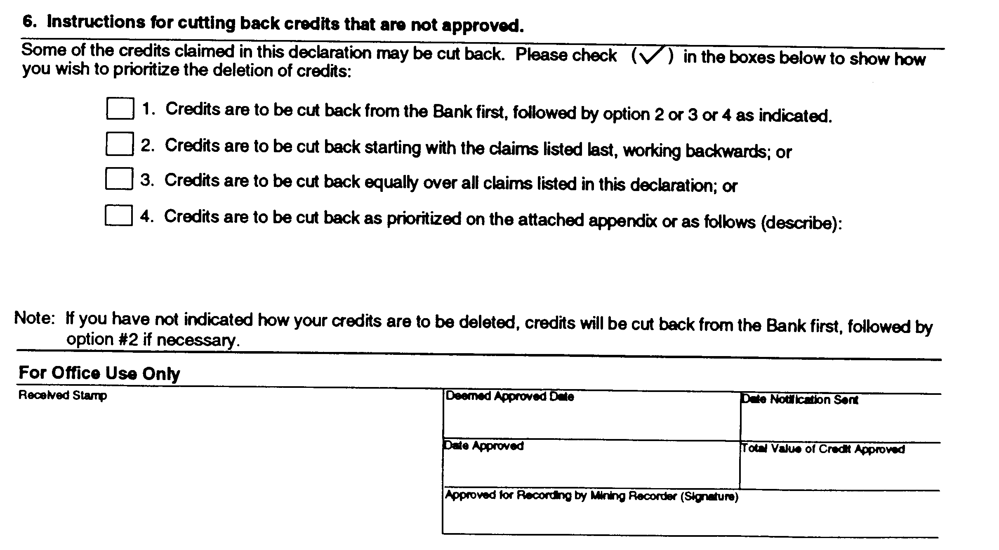 6. Instructions for cutting back credits that are not approved.
Some of the credits claimed in this declaration may be cut back. Please check (✓) in the boxes below to show how
you wish to prioritize the deletion of credits:
1. Credits are to be cut back from the Bank first, followed by option 2 or 3 or 4 as indicated.
2. Credits are to be cut back starting with the claims listed last, working backwards; or
3. Credits are to be cut back equally over all claims listed in this declaration; or
4. Credits are to be cut back as prioritized on the attached appendix or as follows (describe):
Note: If you have not indicated how your credits are to be deleted, credits will be cut back from the Bank first, followed by
option #2 if necessary.
For Office Use Only
Received Stamp
Deemed Approved Date
Date Notification Sent
Date Approved
Total Value of Credit Approved
Approved for Recording by Mining Recorder (Signature)